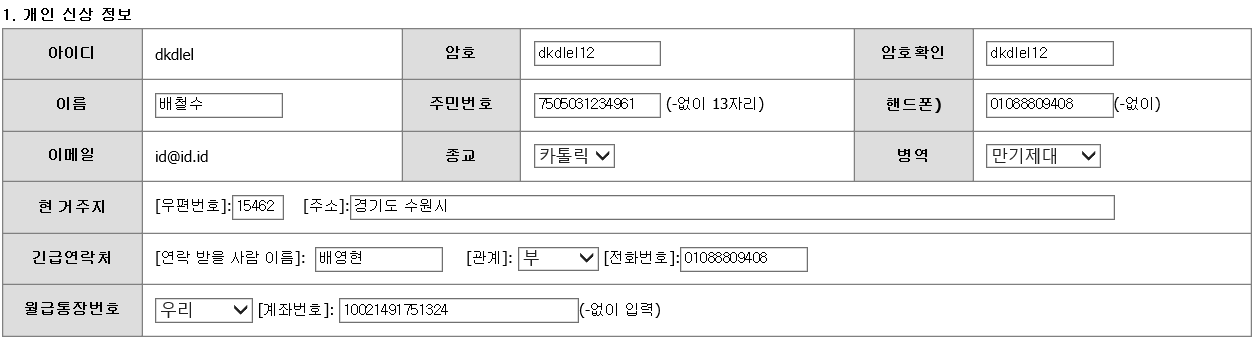 1. 개인 신상 정보
아이디 dkdlel 암호 dkdlel12 암호확인 dkdlel12
이름 배철수 주민번호 7505031234961 (-없이 13자리) 핸드폰) 01088809408 (-없이)
이메일 id@id.id 종교 카톨릭 병역 만기제대
현 거주지 [우편번호]: 15462 [주소]: 경기도 수원시
긴급연락처 [연락 받을 사람 이름]: 배영현 [관계]: 부 [전화번호]: 01088809408
월급통장번호 우리 [계좌번호]: 10021491751324 (-없이 입력)